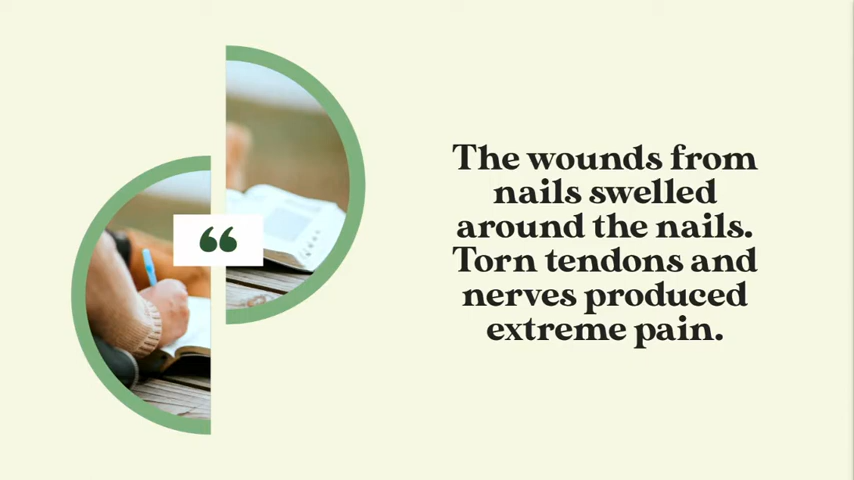 The wounds from
nails swelled
around the nails.
Torn tendons and
nerves produced
extreme pain.